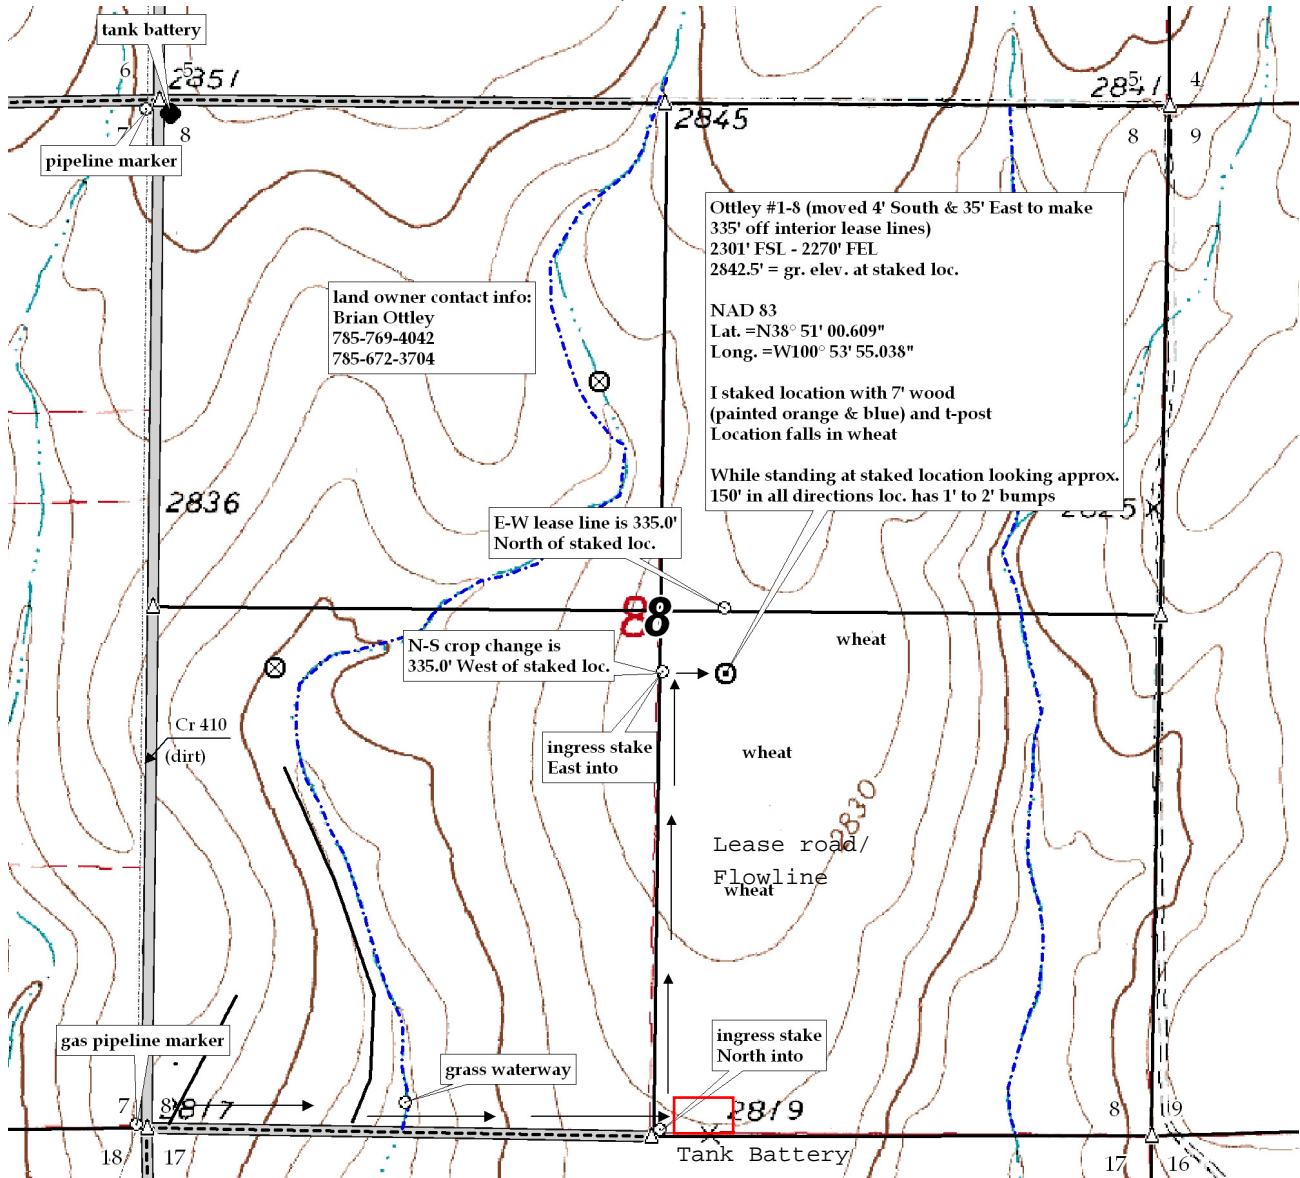 tank battery
6
5
2851
7
8
pipeline marker
2845
5
4
2841
8
9
Ottley #1-8 (moved 4' South & 35' East to make
335' off interior lease lines)
2301' FSL - 2270' FEL
2842.5' = gr. elev. at staked loc.
NAD 83
Lat. =N38° 51' 00.609"
Long. =W100° 53' 55.038"
I staked location with 7' wood
(painted orange & blue) and t-post
Location falls in wheat
While standing at staked location looking approx.
150' in all directions loc. has 1' to 2' bumps
land owner contact info:
Brian Ottley
785-769-4042
785-672-3704
2836
2825
E-W lease line is 335.0'
North of staked loc.
8
8
wheat
N-S crop change is
335.0' West of staked loc.
Cr 410
(dirt)
ingress stake
East into
wheat
2830
Lease road/
Flowline
wheat
gas pipeline marker
ingress stake
North into
grass waterway
7
8
2817
2819
8
9
18
17
Tank Battery
17
16